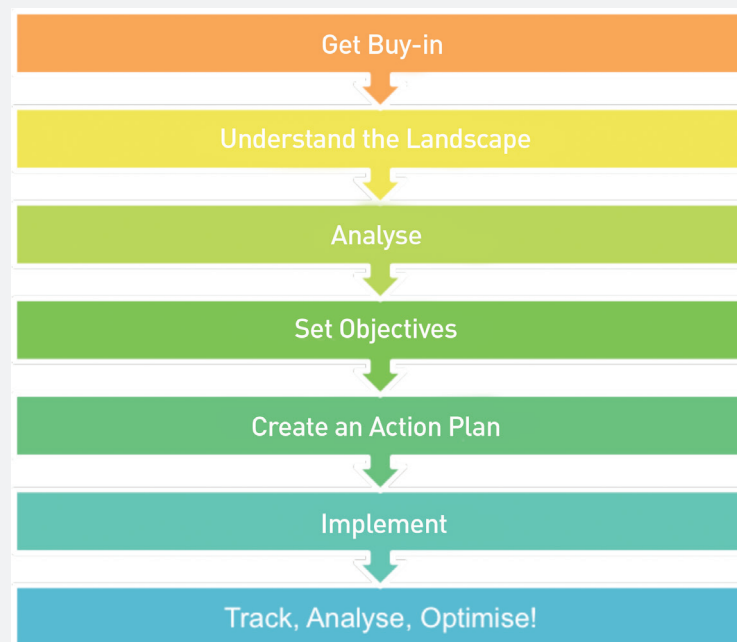 Get Buy-in
Understand the Landscape
Analyse
Set Objectives
Create an Action Plan
Implement
Track, Analyse, Optimise!